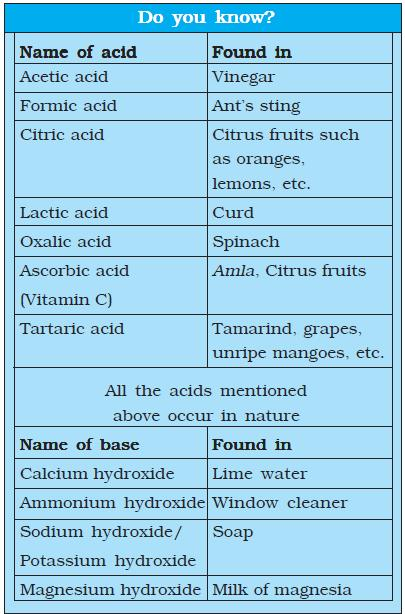 Do you know?
Name of acid Found in
Acetic acid Vinegar
Formic acid Ant's sting
Citric acid Citrus fruits such
as oranges,
lemons, etc.
Lactic acid Curd
Oxalic acid Spinach
Ascorbic acid Amla, Citrus fruits
(Vitamin C)
Tartaric acid Tamarind, grapes,
unripe mangoes, etc.
All the acids mentioned
above occur in nature
Name of base Found in
Calcium hydroxide Lime water
Ammonium hydroxide Window cleaner
Sodium hydroxide/ Soap
Potassium hydroxide
Magnesium hydroxide Milk of magnesia